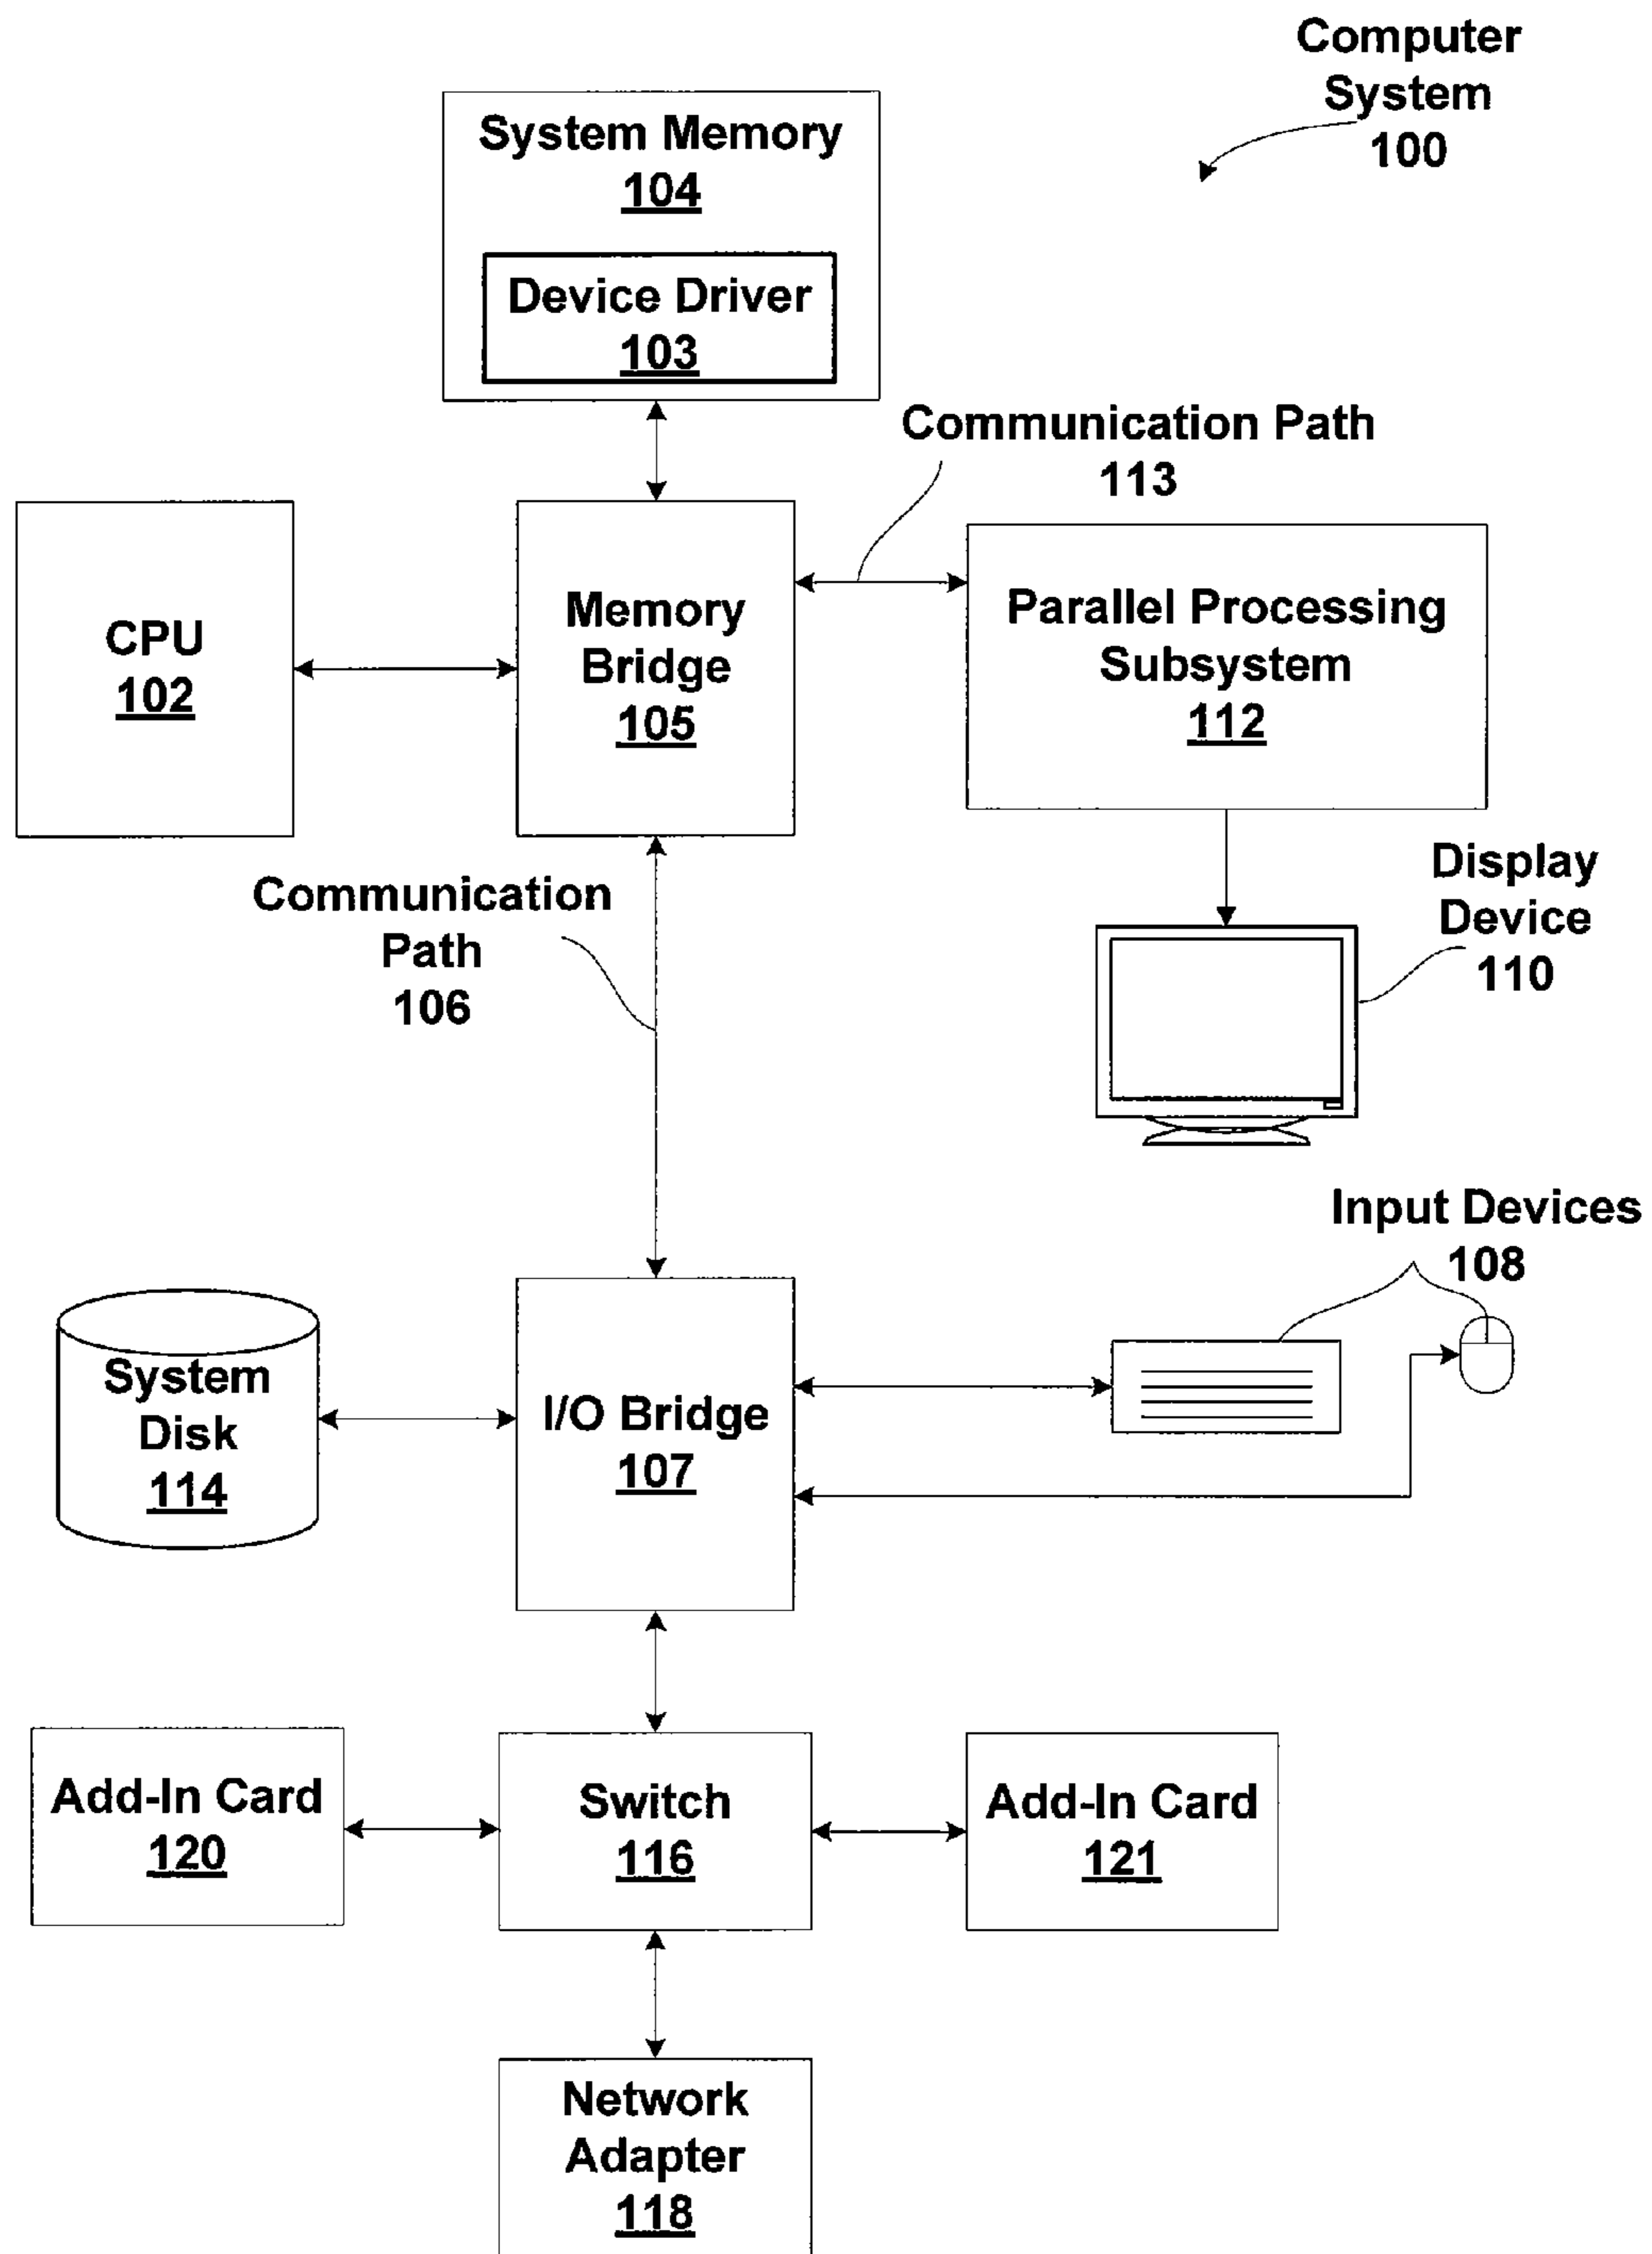 Computer
System
100
System Memory
104
Device Driver
103
Communication Path
113
CPU
102
Memory
Bridge
105
Parallel Processing
Subsystem
112
Communication
Path
106
Display
Device
110
Input Devices
108
System
Disk
114
I/O Bridge
107
Add-In Card
120
Switch
116
Add-In Card
121
Network
Adapter
118